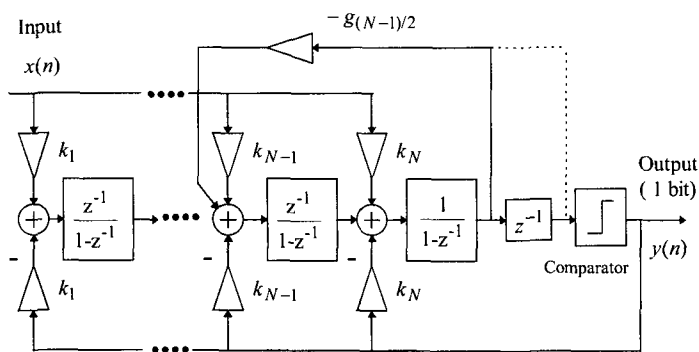 − g(N−1)/2
Input
x(n)
k1
kN−1
kN
Output
( 1 bit)
+
z-1
1-z-1
+
z-1
1-z-1
+
1
1-z-1
z−1
y(n)
Comparator
-
-
-
k1
kN−1
kN